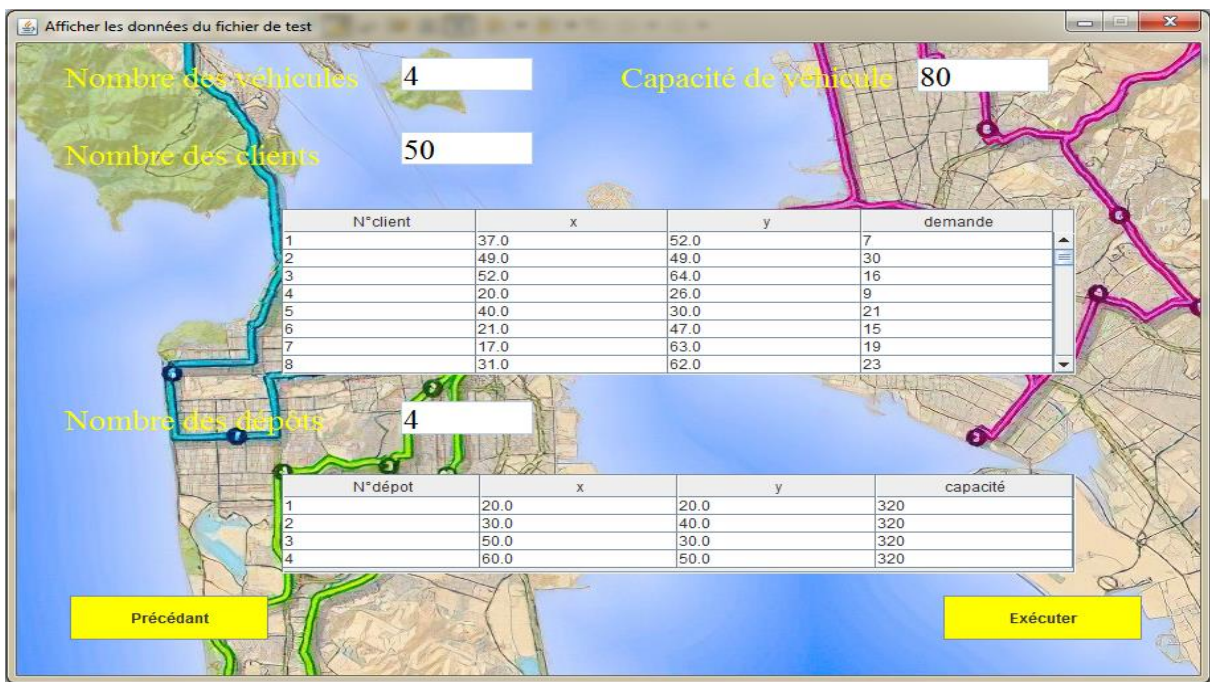 Afficher les données du fichier de test
Nombre des véhicules 4 Capacité de véhicule 80
Nombre des clients 50
N°client x y demande
1 37.0 52.0 7
2 49.0 49.0 30
3 52.0 64.0 16
4 20.0 26.0 9
5 40.0 30.0 21
6 21.0 47.0 15
7 17.0 63.0 19
8 31.0 62.0 23
Nombre des dépôts 4
N°dépot x y capacité
1 20.0 20.0 320
2 30.0 40.0 320
3 50.0 30.0 320
4 60.0 50.0 320
Précédant Exécuter